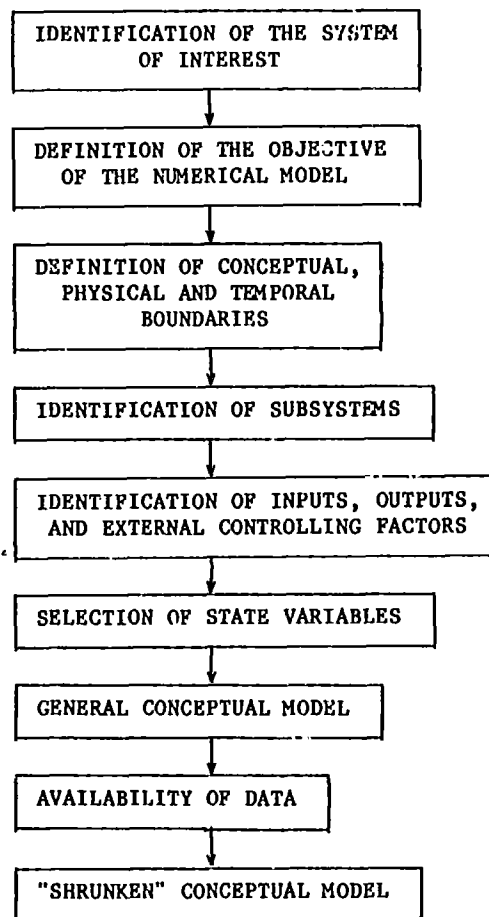 IDENTIFICATION OF THE SYSTEM
OF INTEREST
DEFINITION OF THE OBJECTIVE
OF THE NUMERICAL MODEL
DEFINITION OF CONCEPTUAL,
PHYSICAL AND TEMPORAL
BOUNDARIES
IDENTIFICATION OF SUBSYSTEMS
IDENTIFICATION OF INPUTS, OUTPUTS,
AND EXTERNAL CONTROLLING FACTORS
SELECTION OF STATE VARIABLES
GENERAL CONCEPTUAL MODEL
AVAILABILITY OF DATA
"SHRUNKEN" CONCEPTUAL MODEL